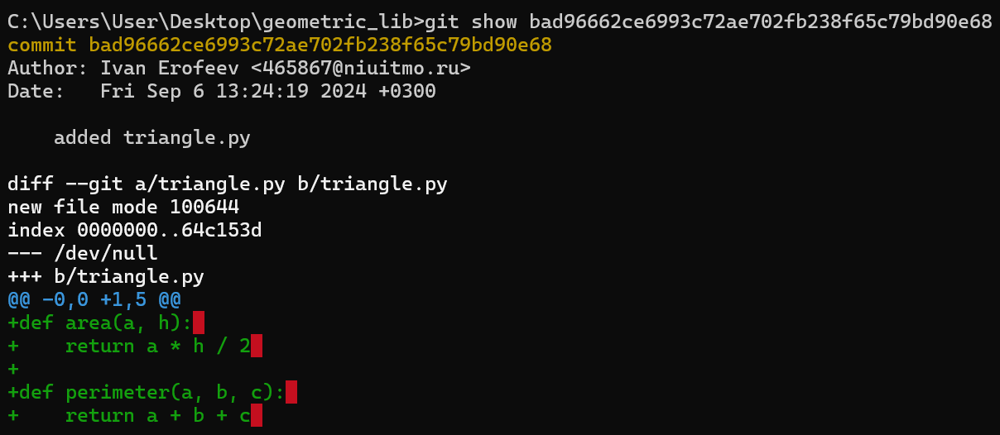 C:\Users\User\Desktop\geometric_lib>git show bad96662ce6993c72ae702fb238f65c79bd90e68
commit bad96662ce6993c72ae702fb238f65c79bd90e68
Author: Ivan Erofeev <465867@niuitmo.ru>
Date:   Fri Sep 6 13:24:19 2024 +0300

    added triangle.py

diff --git a/triangle.py b/triangle.py
new file mode 100644
index 0000000..64c153d
--- /dev/null
+++ b/triangle.py
@@ -0,0 +1,5 @@
+def area(a, h):
+    return a * h / 2
+
+def perimeter(a, b, c):
+    return a + b + c